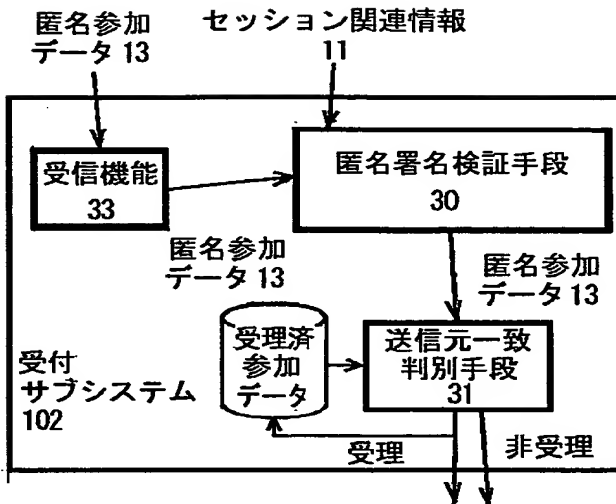 匿名参加
データ 13
セッション関連情報
11
受信機能
33
匿名署名検証手段
30
匿名参加
データ 13
匿名参加
データ 13
受理済
参加
データ
送信元一致
判別手段
31
受付
サブシステム
102
受理
非受理